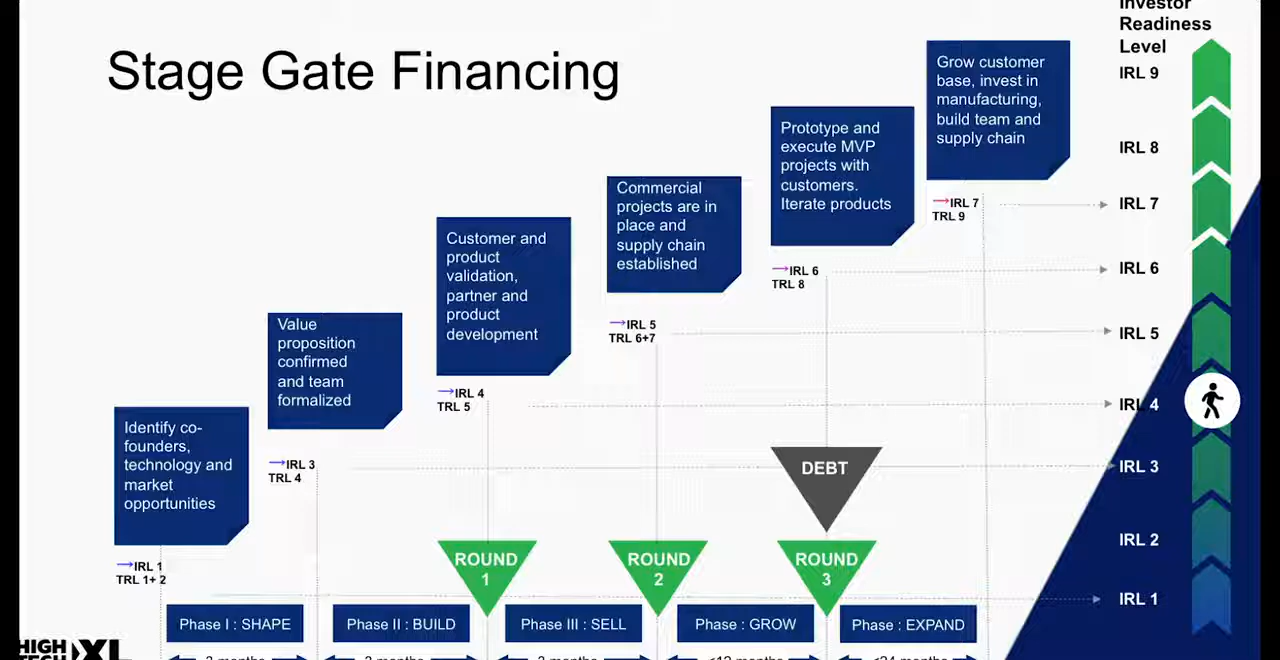 Investor
Readiness
Level
Stage Gate Financing
IRL 9
Grow customer
base, invest in
manufacturing,
build team and
supply chain
Prototype and
execute MVP
projects with
customers.
Iterate products
IRL 8
Commercial
projects are in
place and
supply chain
established
→IRL 7
TRL 9
IRL 7
Customer and
product
validation,
partner and
product
development
→IRL 6
TRL 8
IRL 6
Value
proposition
confirmed
and team
formalized
→IRL 5
TRL 6+7
IRL 5
→IRL 4
TRL 5
IRL 4
Identify co-
founders,
technology and
market
opportunities
→IRL 3
TRL 4
DEBT
IRL 3
→IRL 1
TRL 1+ 2
ROUND
1
ROUND
2
ROUND
3
IRL 2
IRL 1
Phase I : SHAPE
Phase II : BUILD
Phase III : SELL
Phase : GROW
Phase : EXPAND
HIGH
TECH XL